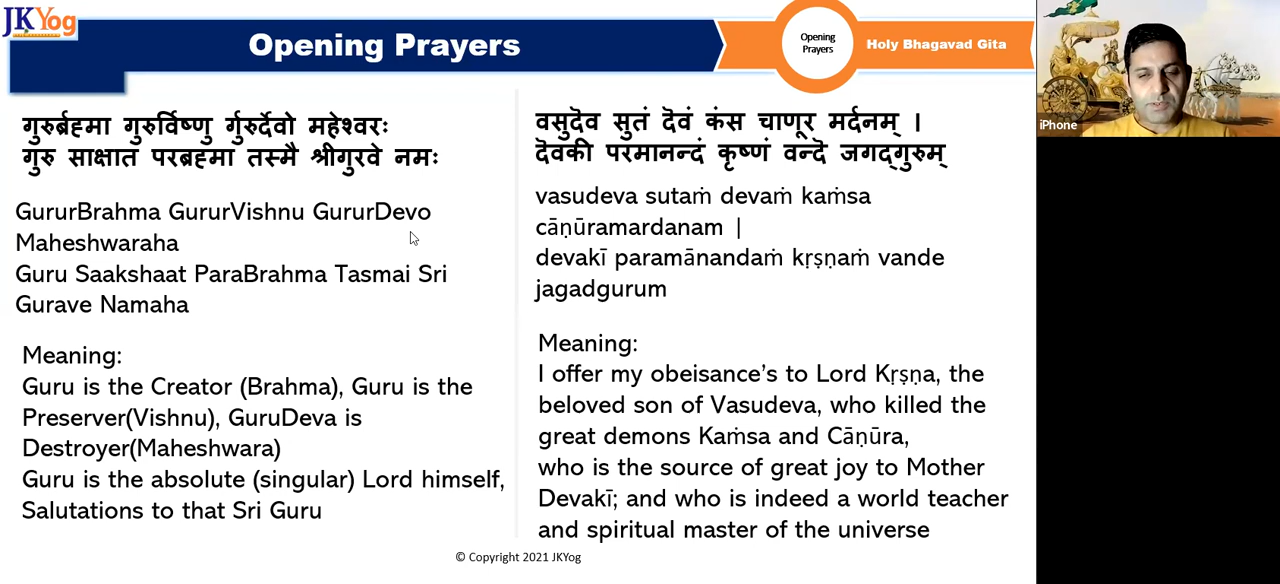 JKYog
Opening Prayers
Opening
Prayers
Holy Bhagavad Gita
गुरुर्ब्रह्मा गुरुर्विष्णु र्गुरुर्देवो महेश्वरः
गुरु साक्षात परब्रह्मा तस्मै श्रीगुरवे नमः
GururBrahma GururVishnu GururDevo
Maheshwaraha
Guru Saakshaat ParaBrahma Tasmai Sri
Gurave Namaha
Meaning:
Guru is the Creator (Brahma), Guru is the
Preserver(Vishnu), GuruDeva is
Destroyer(Maheshwara)
Guru is the absolute (singular) Lord himself,
Salutations to that Sri Guru
वसुदॆव सुतं दॆवं कंस चाणूर मर्दनम् ।
दॆवकी परमानन्दं कृष्णं वन्दॆ जगद्गुरुम्
vasudeva sutaṁ devaṁ kaṁsa
cāṇūramardanam |
devakī paramānandaṁ kṛṣṇaṁ vande
jagadgurum
Meaning:
I offer my obeisance’s to Lord Kṛṣṇa, the
beloved son of Vasudeva, who killed the
great demons Kaṁsa and Cāṇūra,
who is the source of great joy to Mother
Devakī; and who is indeed a world teacher
and spiritual master of the universe
© Copyright 2021 JKYog
iPhone